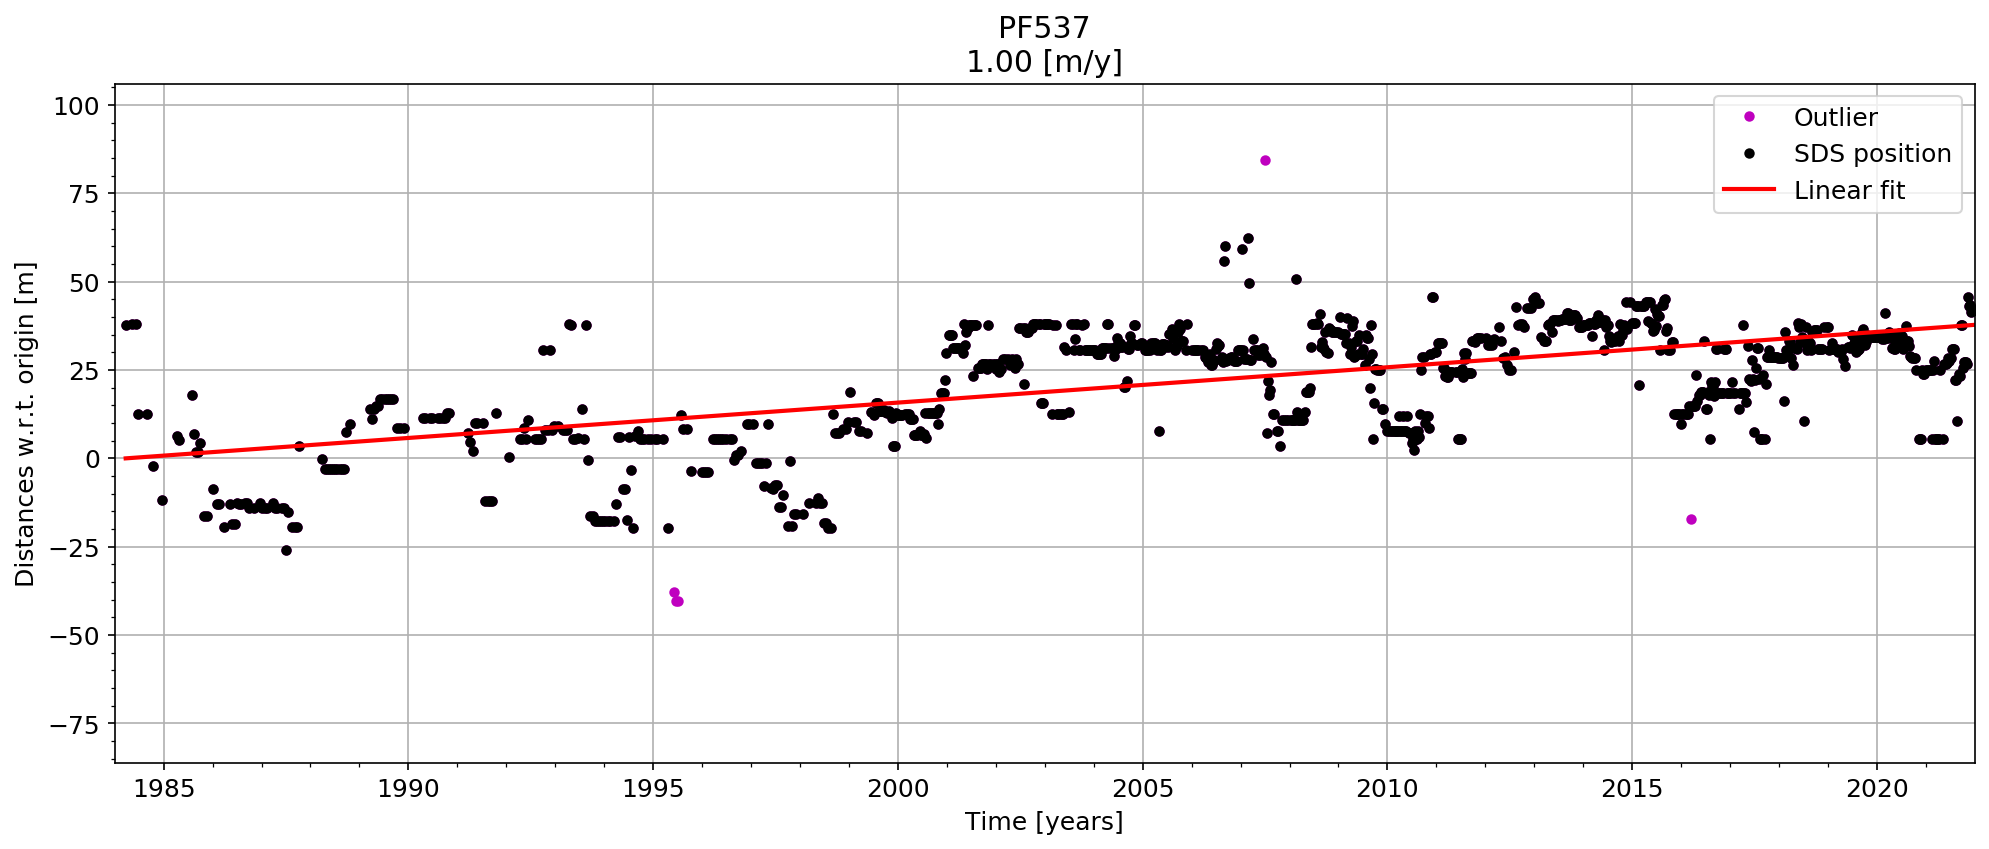 PF537
1.00 [m/y]
Distances w.r.t. origin [m]
100
75
50
25
0
−25
−50
−75
Outlier
SDS position
Linear fit
1985 1990 1995 2000 2005 2010 2015 2020
Time [years]